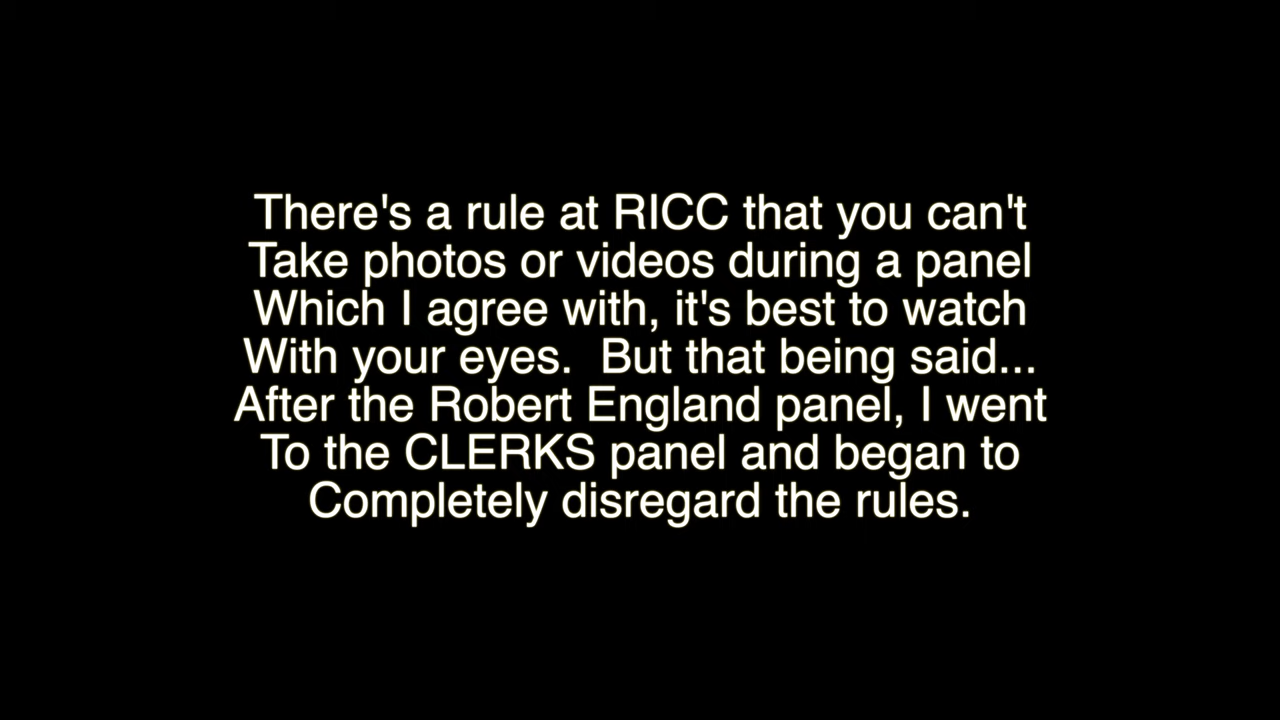 There's a rule at RICC that you can't
Take photos or videos during a panel
Which I agree with, it's best to watch
With your eyes.  But that being said...
After the Robert England panel, I went
To the CLERKS panel and began to
Completely disregard the rules.